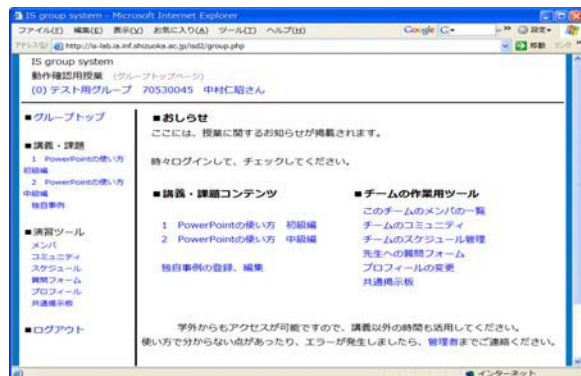 IS group system - Microsoft Internet Explorer
ファイル(F) 編集(E) 表示(V) お気に入り(A) ツール(T) ヘルプ(H)
Google G-
アドレス(D) http://is-lab.ia.inf.shizuoka.ac.jp/isd2/group.php
移動
IS group system
動作確認用授業 (グループトップページ)
(0) テスト用グループ 70530045 中村仁昭さん
■グループトップ
■講義・課題
1 PowerPointの使い方 初級編
2 PowerPointの使い方 中級編
独自事例
■演習ツール
メンバ
コミュニティ
スケジュール
質問フォーム
プロフィール
共通掲示板
■ログアウト
■おしらせ
ここには、授業に関するお知らせが掲載されます。
時々ログインして、チェックしてください。
■講義・課題コンテンツ
1 PowerPointの使い方 初級編
2 PowerPointの使い方 中級編
独自事例の登録、編集
■チームの作業用ツール
このチームのメンバの一覧
チームのコミュニティ
チームのスケジュール管理
先生への質問フォーム
プロフィールの変更
共通掲示板
学外からもアクセスが可能ですので、講義以外の時間も活用してください。
使い方で分からない点があったり、エラーが発生しましたら、管理者までご連絡ください。
インターネット